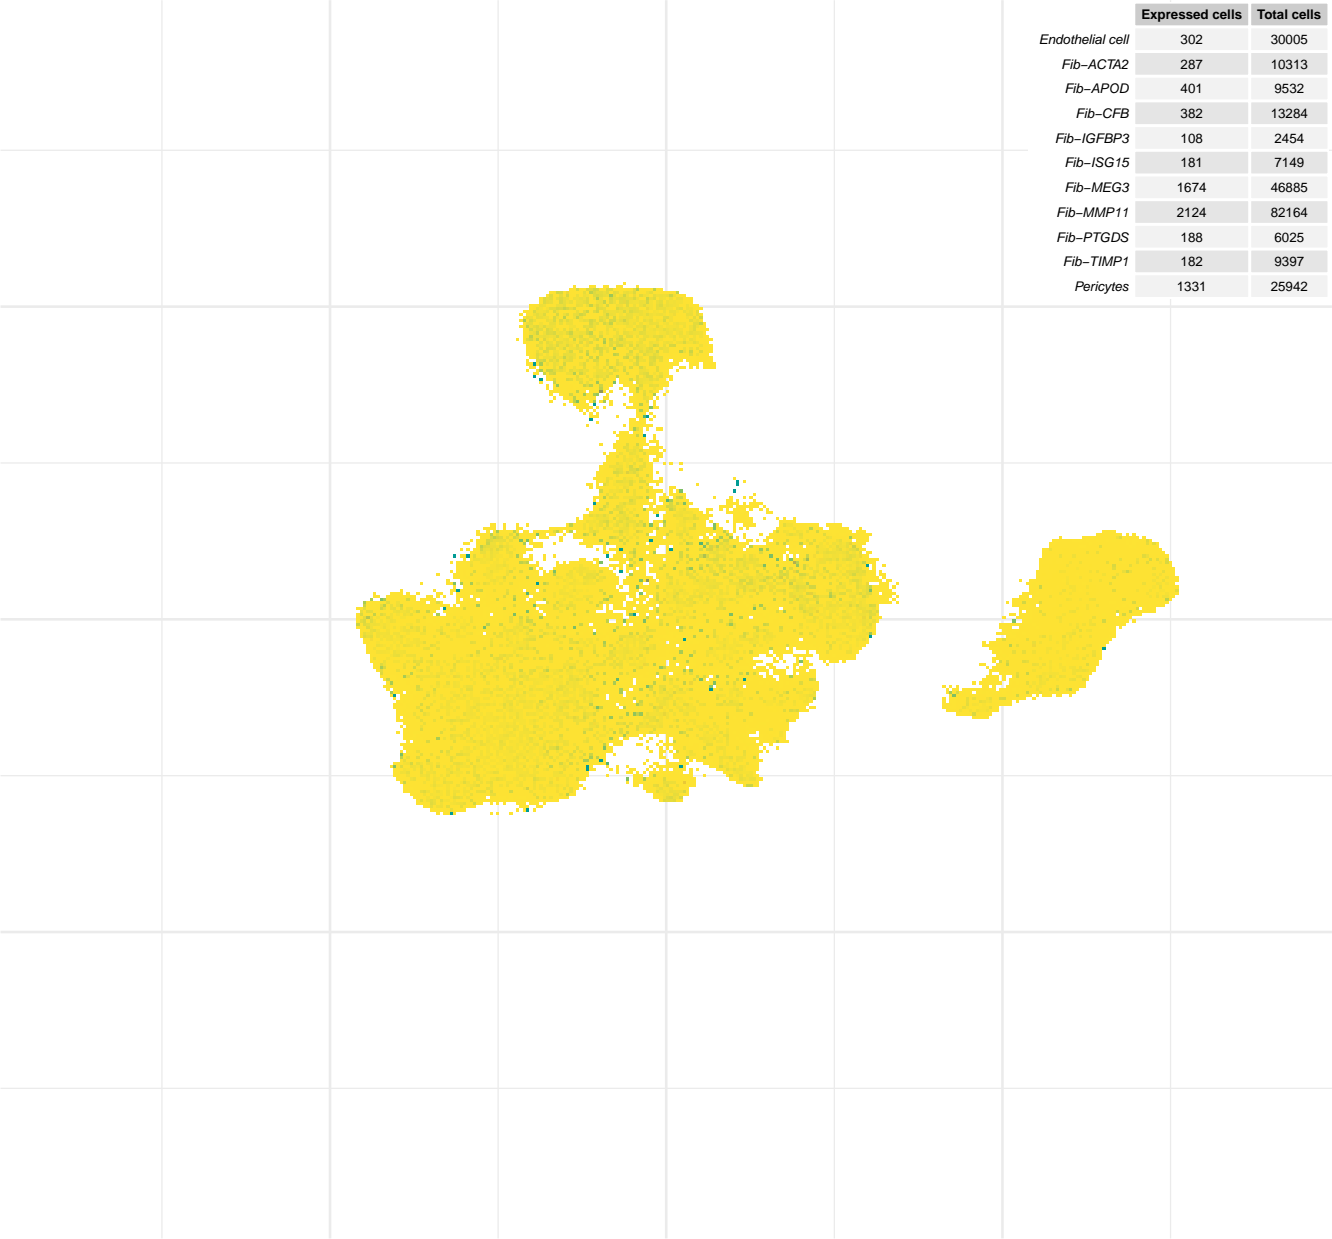 Expressed cells Total cells
Endothelial cell 302 30005
Fib−ACTA2 287 10313
Fib−APOD 401 9532
Fib−CFB 382 13284
Fib−IGFBP3 108 2454
Fib−ISG15 181 7149
Fib−MEG3 1674 46885
Fib−MMP11 2124 82164
Fib−PTGDS 188 6025
Fib−TIMP1 182 9397
Pericytes 1331 25942